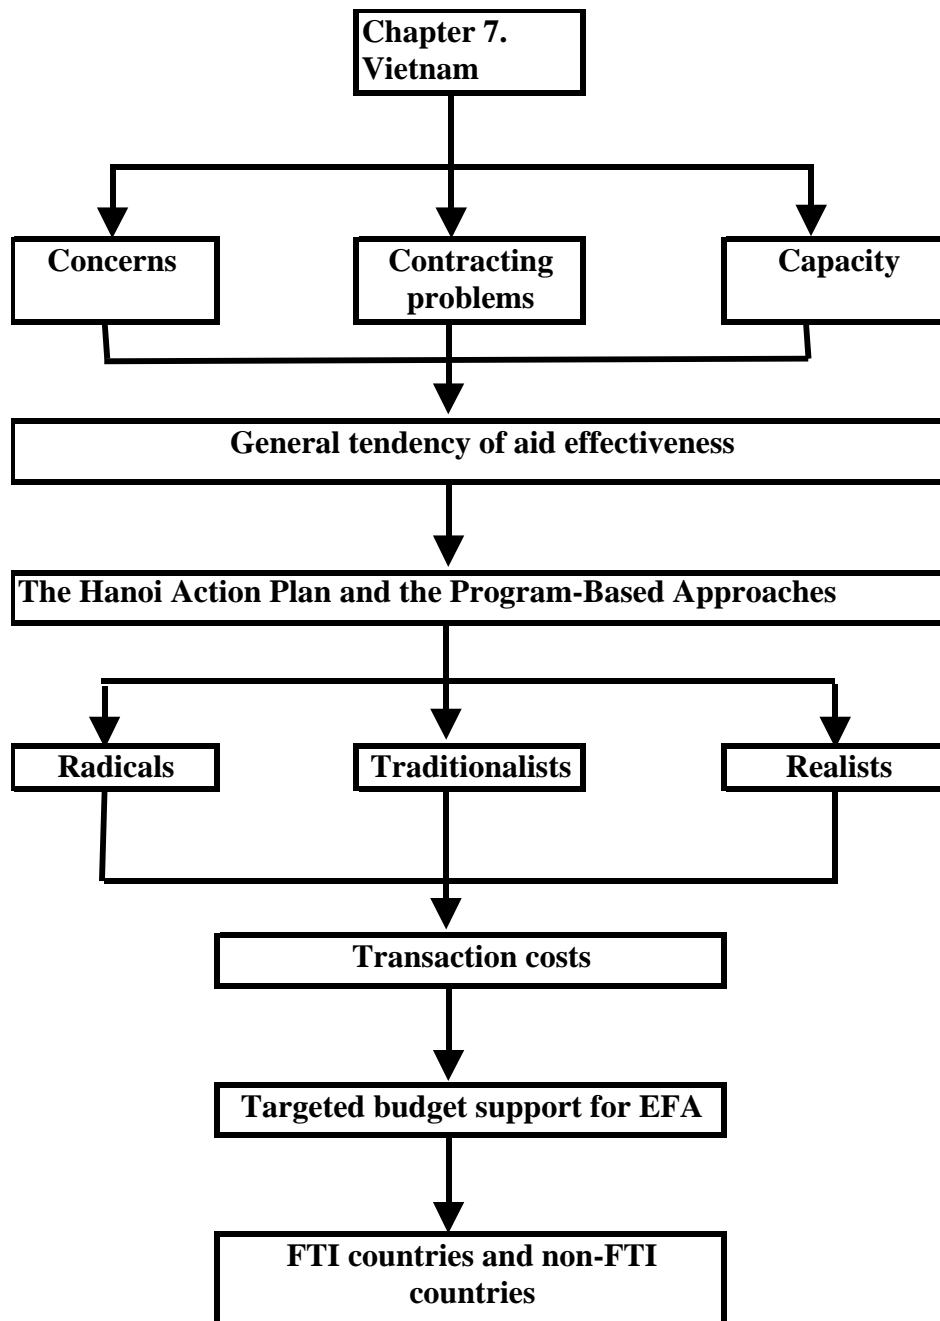 Chapter 7.
Vietnam
Concerns
Contracting
problems
Capacity
General tendency of aid effectiveness
The Hanoi Action Plan and the Program-Based Approaches
Radicals
Traditionalists
Realists
Transaction costs
Targeted budget support for EFA
FTI countries and non-FTI
countries